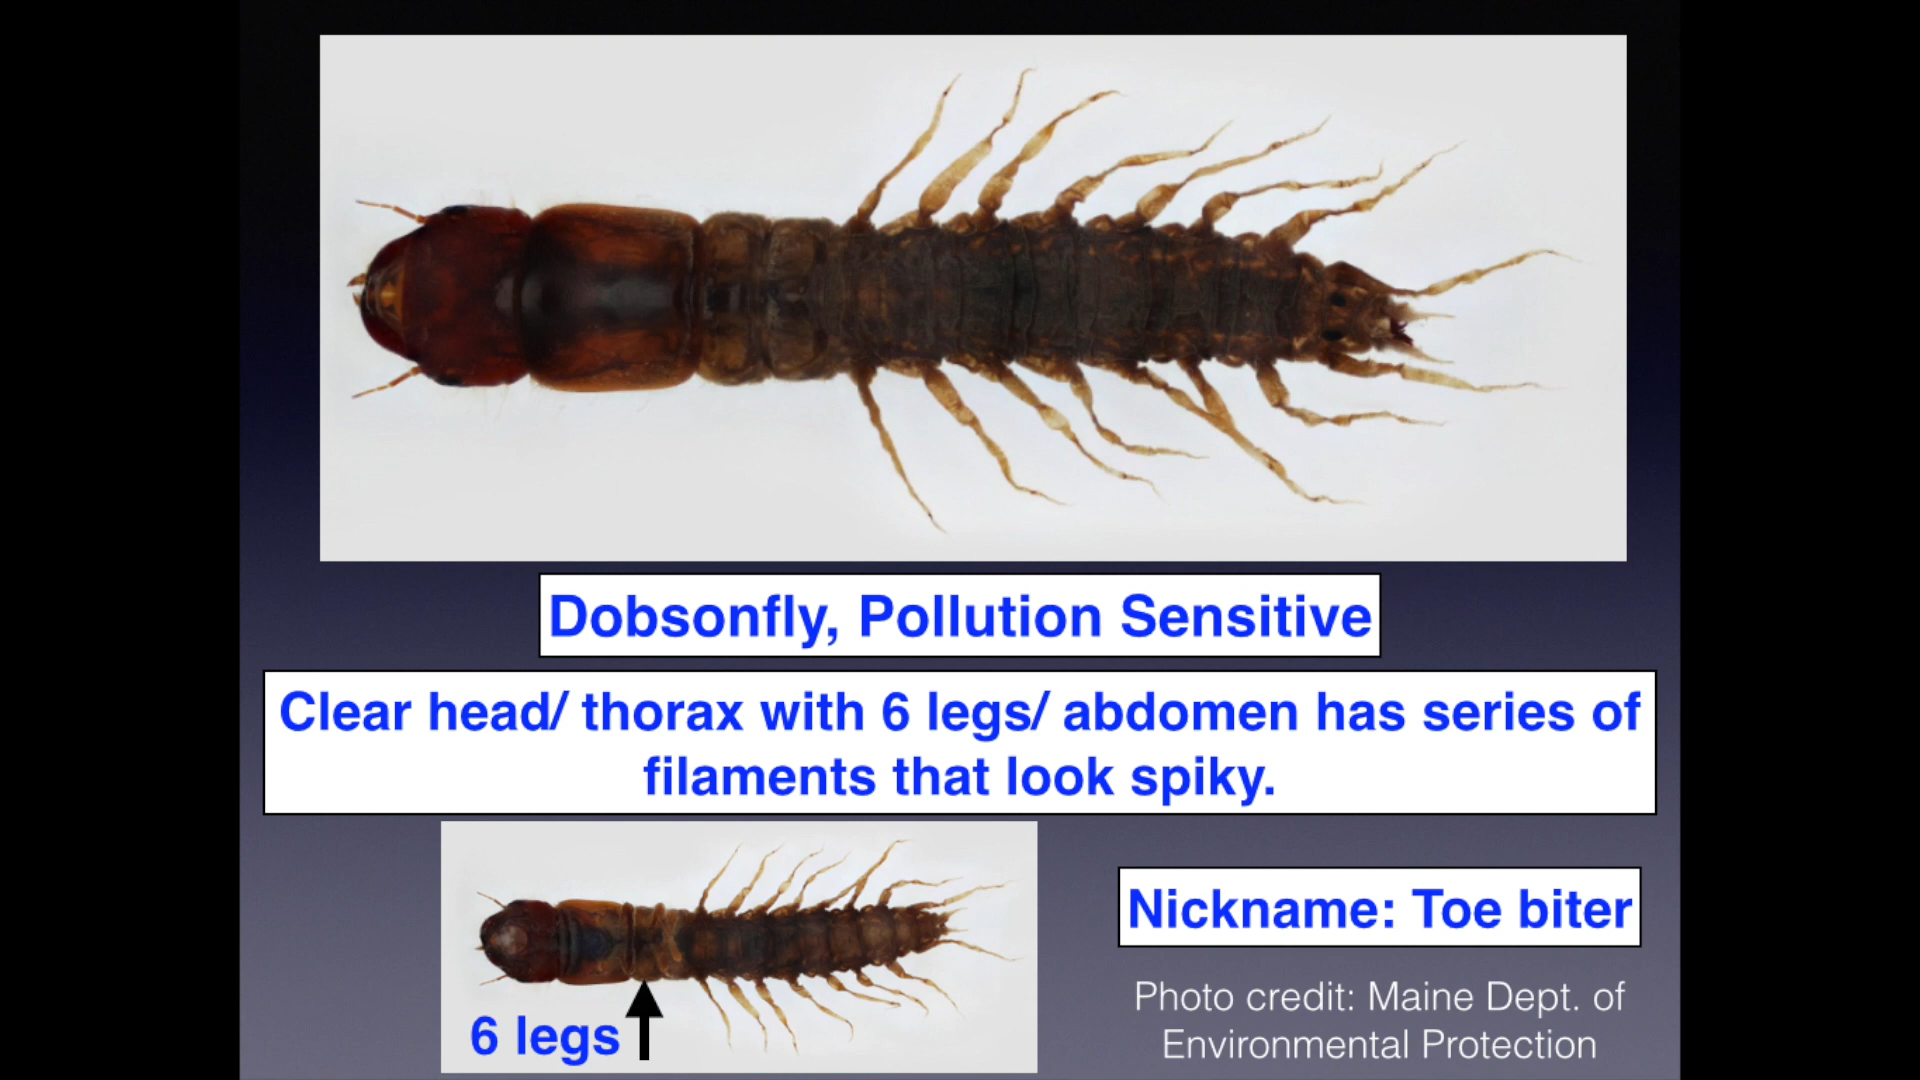 Dobsonfly, Pollution Sensitive
Clear head/ thorax with 6 legs/ abdomen has series of
filaments that look spiky.
6 legs
Nickname: Toe biter
Photo credit: Maine Dept. of
Environmental Protection